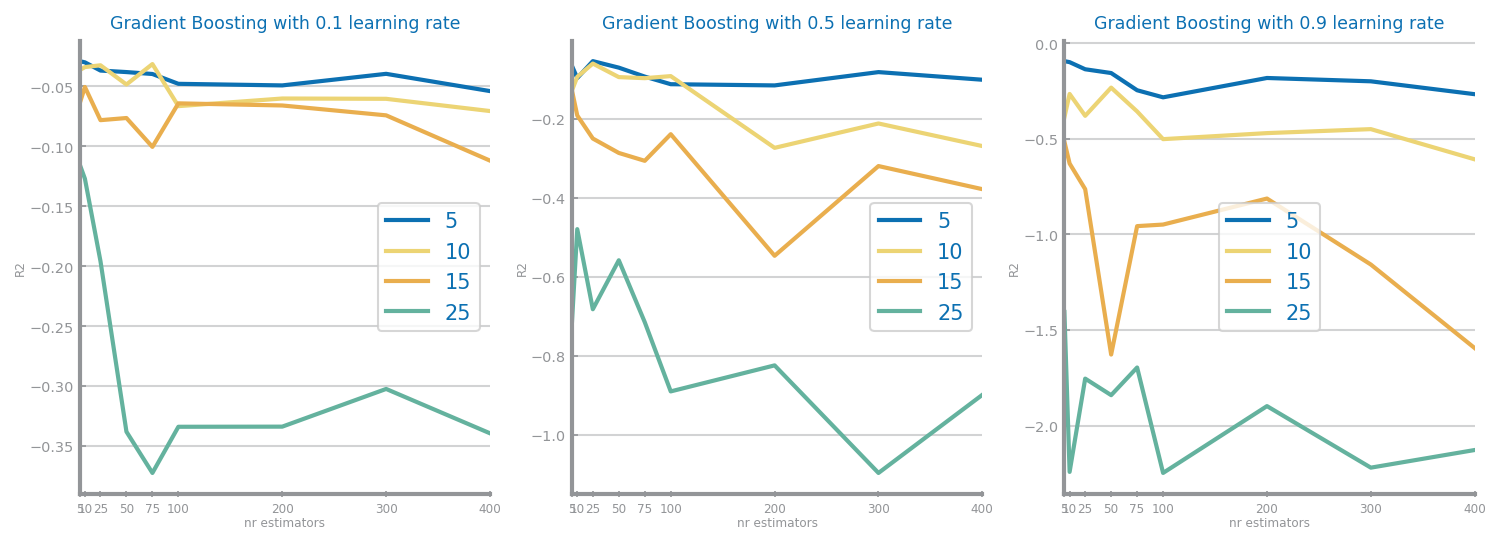 Gradient Boosting with 0.1 learning rate
R2
−0.05
−0.10
−0.15
−0.20
−0.25
−0.30
−0.35
5
10
15
25
5 10 25 50 75 100 200 300 400
nr estimators
Gradient Boosting with 0.5 learning rate
R2
−0.2
−0.4
−0.6
−0.8
−1.0
5
10
15
25
5 10 25 50 75 100 200 300 400
nr estimators
Gradient Boosting with 0.9 learning rate
R2
0.0
−0.5
−1.0
−1.5
−2.0
5
10
15
25
5 10 25 50 75 100 200 300 400
nr estimators